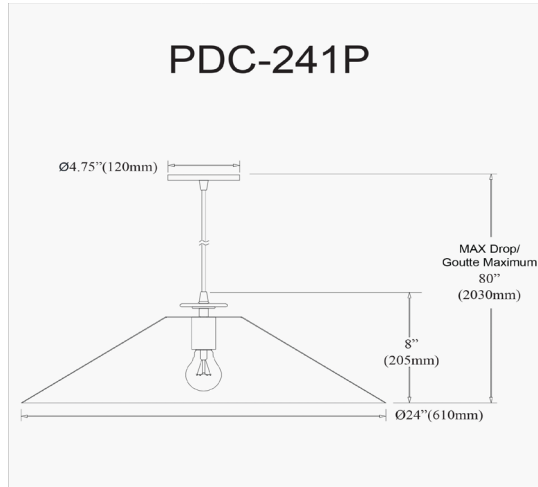 PDC-241P
Ø4.75”(120mm)
MAX Drop/
Goutte Maximum
80”
(2030mm)
8”
(205mm)
Ø24”(610mm)